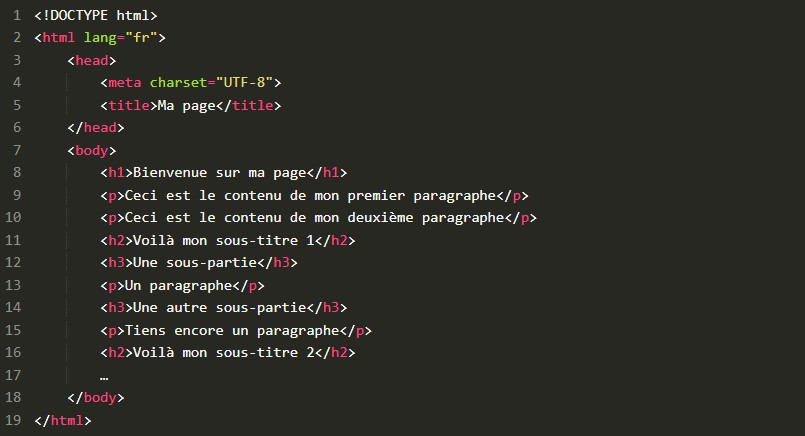 1 <!DOCTYPE html>
2 <html lang="fr">
3     <head>
4         <meta charset="UTF-8">
5         <title>Ma page</title>
6     </head>
7     <body>
8         <h1>Bienvenue sur ma page</h1>
9         <p>Ceci est le contenu de mon premier paragraphe</p>
10         <p>Ceci est le contenu de mon deuxième paragraphe</p>
11         <h2>Voilà mon sous-titre 1</h2>
12         <h3>Une sous-partie</h3>
13         <p>Un paragraphe</p>
14         <h3>Une autre sous-partie</h3>
15         <p>Tiens encore un paragraphe</p>
16         <h2>Voilà mon sous-titre 2</h2>
17         …
18     </body>
19 </html>